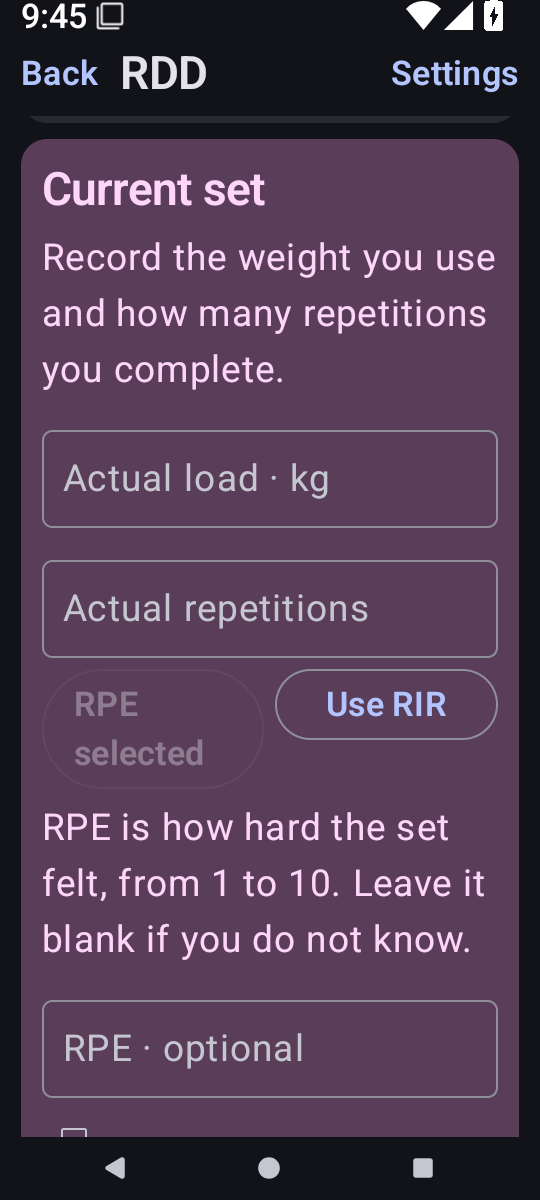 9:45
Back RDD Settings
Current set
Record the weight you use
and how many repetitions
you complete.
Actual load · kg
Actual repetitions
RPE
selected
Use RIR
RPE is how hard the set
felt, from 1 to 10. Leave it
blank if you do not know.
RPE · optional